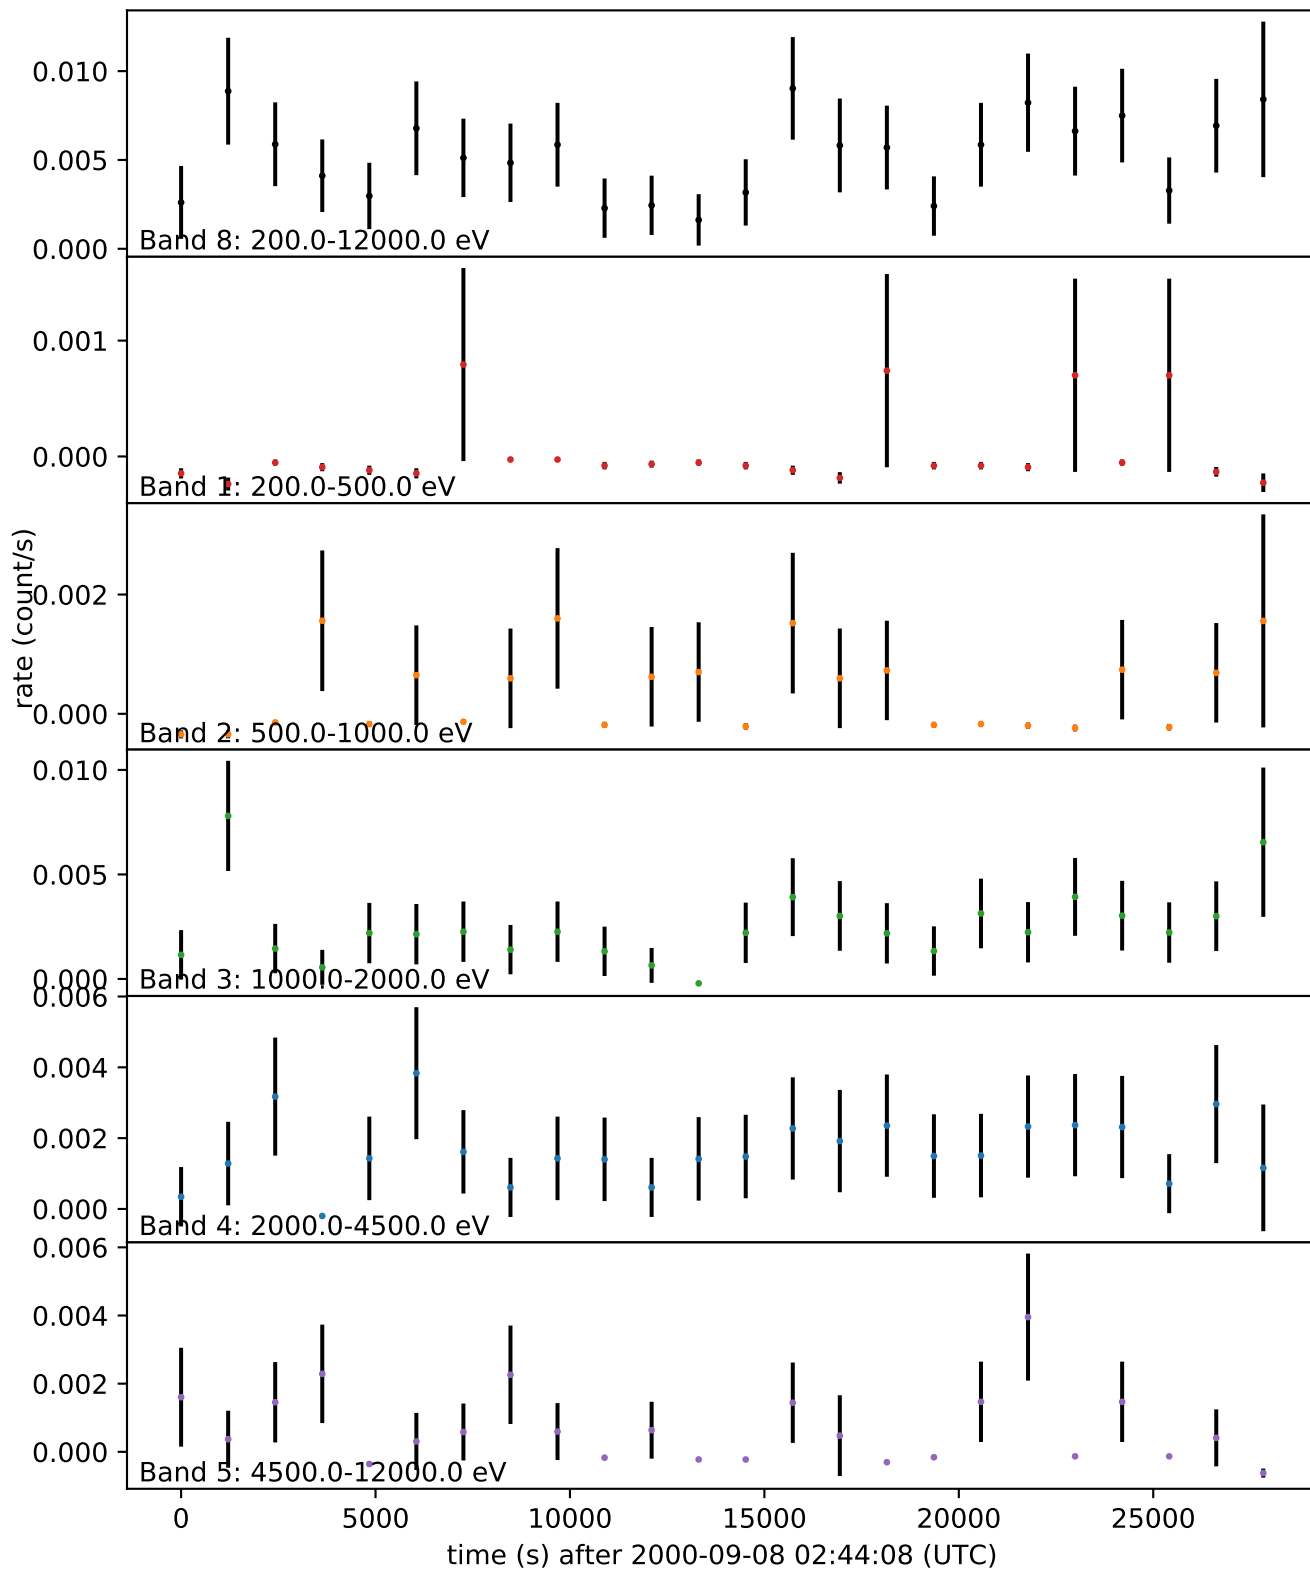 0.010
0.005
0.000
Band 8: 200.0-12000.0 eV
0.001
0.000
Band 1: 200.0-500.0 eV
rate (count/s)
0.002
0.000
Band 2: 500.0-1000.0 eV
0.010
0.005
0.000
Band 3: 1000.0-2000.0 eV
0.006
0.004
0.002
0.000
Band 4: 2000.0-4500.0 eV
0.006
0.004
0.002
0.000
Band 5: 4500.0-12000.0 eV
0 5000 10000 15000 20000 25000
time (s) after 2000-09-08 02:44:08 (UTC)